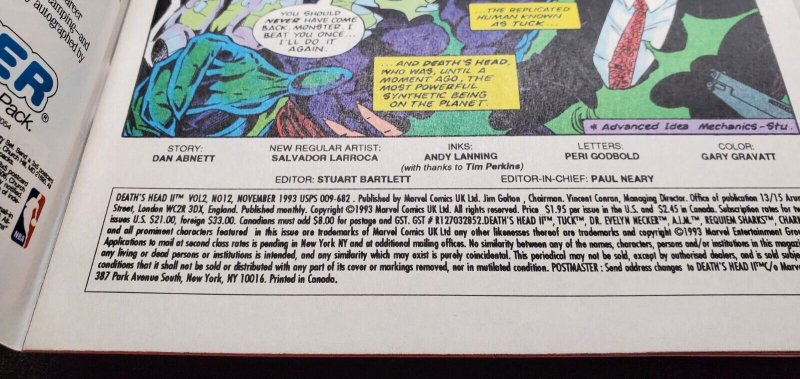 career
camping—and
autographed by
ER
®
Pack.
NBA
YOU SHOULD
NEVER HAVE COME
BACK, MONSTER. I
BEAT YOU ONCE...
I'LL DO IT
AGAIN.
...THE REPLICATED
HUMAN KNOWN
AS TUCK...
...AND DEATH'S HEAD,
WHO WAS, UNTIL A
MOMENT AGO, THE
MOST POWERFUL
SYNTHETIC BEING
ON THE PLANET.
* Advanced Idea Mechanics-Stu.
STORY:
DAN ABNETT
NEW REGULAR ARTIST:
SALVADOR LARROCA
INKS:
ANDY LANNING
(with thanks to Tim Perkins)
LETTERS:
PERI GODBOLD
COLOR:
GARY GRAVATT
EDITOR: STUART BARTLETT
EDITOR-IN-CHIEF: PAUL NEARY
DEATH'S HEAD II™ VOL2, NO12, NOVEMBER 1993 USPS 009-682 . Published by Marvel Comics UK Ltd. Jim Galton , Chairman. Vincent Conran, Managing Director. Office of publication 13/15
Street, London WC2R 3DX, England. Published monthly. Copyright ©1993 Marvel Comics UK Ltd. All rights reserved. Price $1.95 per issue in the U.S. and $2.45 in Canada. Subscription rates for
issues U.S. $21.00, foreign $33.00. Canadians must add $8.00 for postage and GST. GST # R127032852.DEATH'S HEAD II™, TUCK™, DR. EVELYN NECKER™, A.I.M.™, REQUIEM SHARKS™,
and all prominent characters featured in this issue are trademarks of Marvel Comics UK Ltd any other likenesses thereof are trademarks and copyright ©1993 Marvel Entertainment
Applications to mail at second class rates is pending in New York NY and at additional mailing offices. No similarity between any of the names, characters, persons and/or institutions in this
any living or dead persons or institutions is intended, and any similarity which may exist is purely coincidental. This periodical may not be sold, except by authorised dealers, and is sold
conditions that it shall not be sold or distributed with any part of its cover or markings removed, nor in mutilated condition. POSTMASTER : Send address changes to DEATH'S HEAD II™C/o
387 Park Avenue South, New York, NY 10016. Printed in Canada.